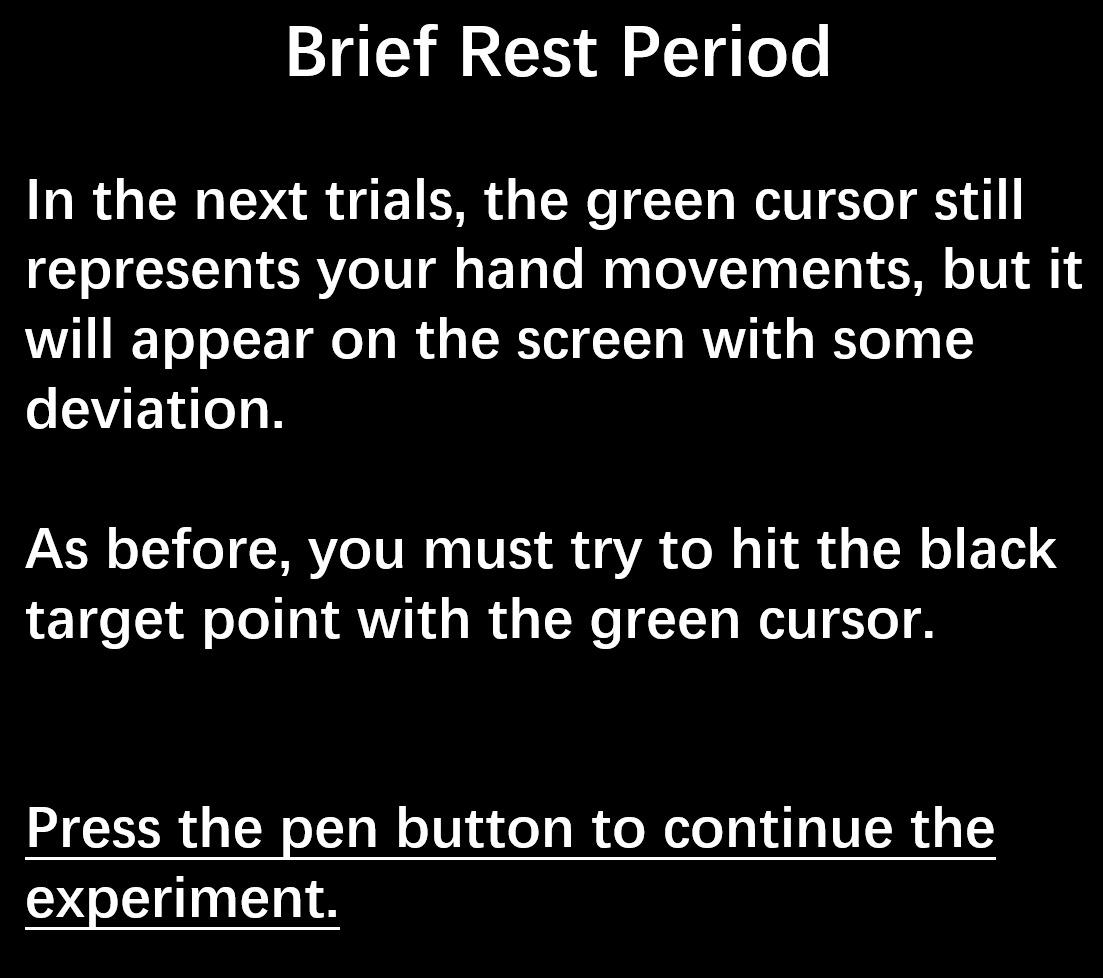 Brief Rest Period
In the next trials, the green cursor still
represents your hand movements, but it
will appear on the screen with some
deviation.
As before, you must try to hit the black
target point with the green cursor.
Press the pen button to continue the
experiment.